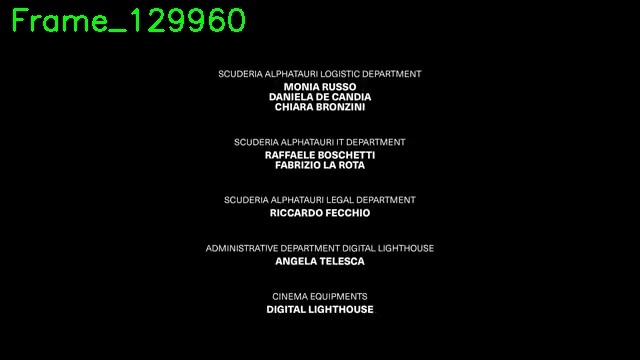 Frame_129960
SCUDERIA ALPHATAURI LOGISTIC DEPARTMENT
MONIA RUSSO
DANIELA DE CANDIA
CHIARA BRONZINI
SCUDERIA ALPHATAURI IT DEPARTMENT
RAFFAELE BOSCHETTI
FABRIZIO LA ROTA
SCUDERIA ALPHATAURI LEGAL DEPARTMENT
RICCARDO FECCHIO
ADMINISTRATIVE DEPARTMENT DIGITAL LIGHTHOUSE
ANGELA TELESCA
CINEMA EQUIPMENTS
DIGITAL LIGHTHOUSE